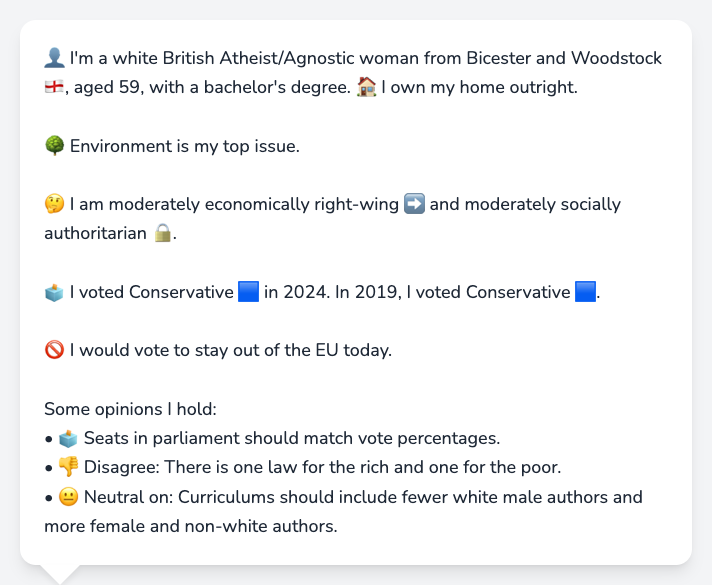 👤 I'm a white British Atheist/Agnostic woman from Bicester and Woodstock
🏴󠁧󠁢󠁥󠁮󠁧󠁿, aged 59, with a bachelor's degree. 🏠 I own my home outright.
🌳 Environment is my top issue.
🤔 I am moderately economically right-wing ➡️ and moderately socially
authoritarian 🔒.
🗳️ I voted Conservative 🟦 in 2024. In 2019, I voted Conservative 🟦.
🚫 I would vote to stay out of the EU today.
Some opinions I hold:
• 🗳️ Seats in parliament should match vote percentages.
• 👎 Disagree: There is one law for the rich and one for the poor.
• 😐 Neutral on: Curriculums should include fewer white male authors and
more female and non-white authors.